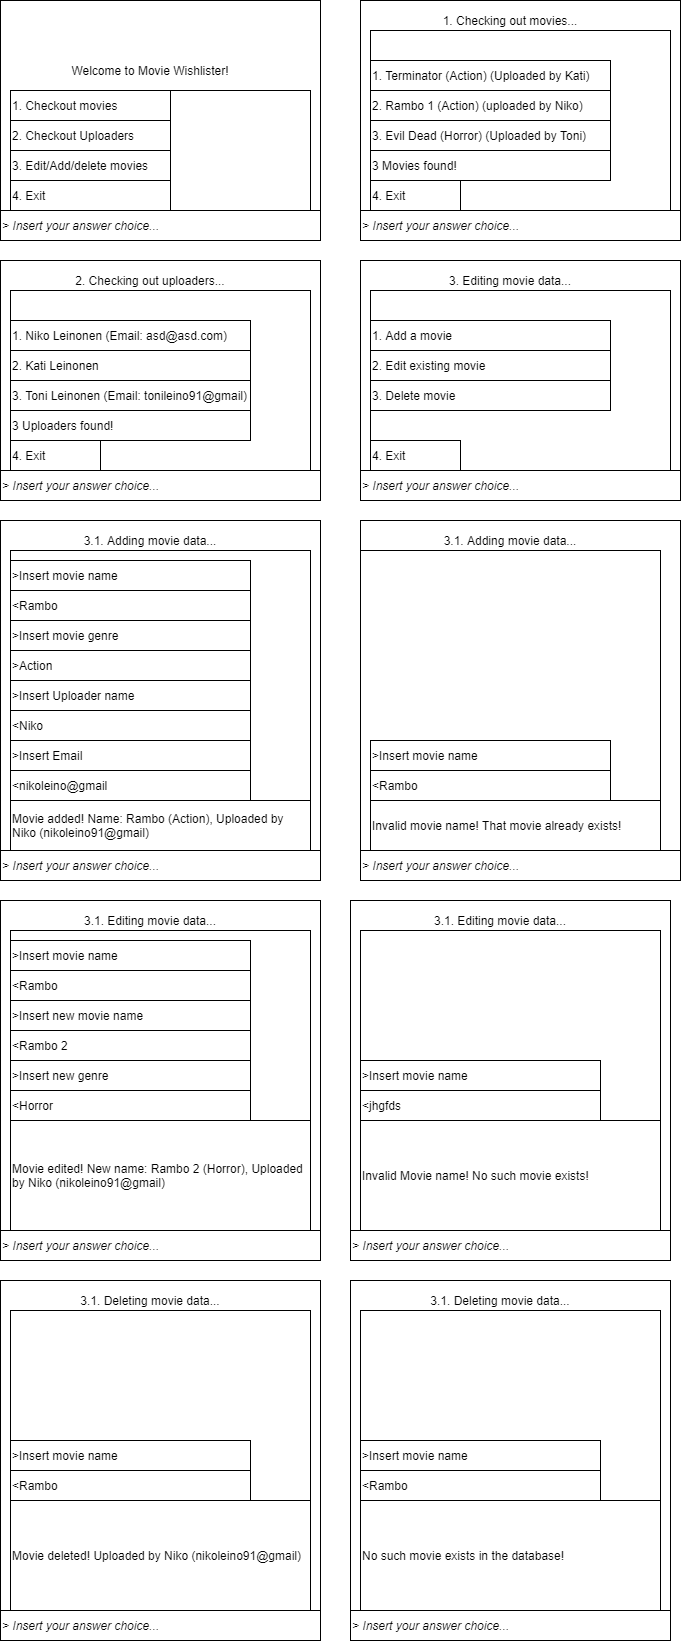 Welcome to Movie Wishlister!
1. Checkout movies
2. Checkout Uploaders
3. Edit/Add/delete movies
4. Exit
> Insert your answer choice...
1. Checking out movies...
1. Terminator (Action) (Uploaded by Kati)
2. Rambo 1 (Action) (uploaded by Niko)
3. Evil Dead (Horror) (Uploaded by Toni)
3 Movies found!
4. Exit
> Insert your answer choice...
2. Checking out uploaders...
1. Niko Leinonen (Email: asd@asd.com)
2. Kati Leinonen
3. Toni Leinonen (Email: tonileino91@gmail)
3 Uploaders found!
4. Exit
> Insert your answer choice...
3. Editing movie data...
1. Add a movie
2. Edit existing movie
3. Delete movie
4. Exit
> Insert your answer choice...
3.1. Adding movie data...
>Insert movie name
<Rambo
>Insert movie genre
>Action
>Insert Uploader name
<Niko
>Insert Email
<nikoleino@gmail
Movie added! Name: Rambo (Action), Uploaded by
Niko (nikoleino91@gmail)
> Insert your answer choice...
3.1. Adding movie data...
>Insert movie name
<Rambo
Invalid movie name! That movie already exists!
> Insert your answer choice...
3.1. Editing movie data...
>Insert movie name
<Rambo
>Insert new movie name
<Rambo 2
>Insert new genre
<Horror
Movie edited! New name: Rambo 2 (Horror), Uploaded
by Niko (nikoleino91@gmail)
> Insert your answer choice...
3.1. Editing movie data...
>Insert movie name
<jhgfds
Invalid Movie name! No such movie exists!
> Insert your answer choice...
3.1. Deleting movie data...
>Insert movie name
<Rambo
Movie deleted! Uploaded by Niko (nikoleino91@gmail)
> Insert your answer choice...
3.1. Deleting movie data...
>Insert movie name
<Rambo
No such movie exists in the database!
> Insert your answer choice...